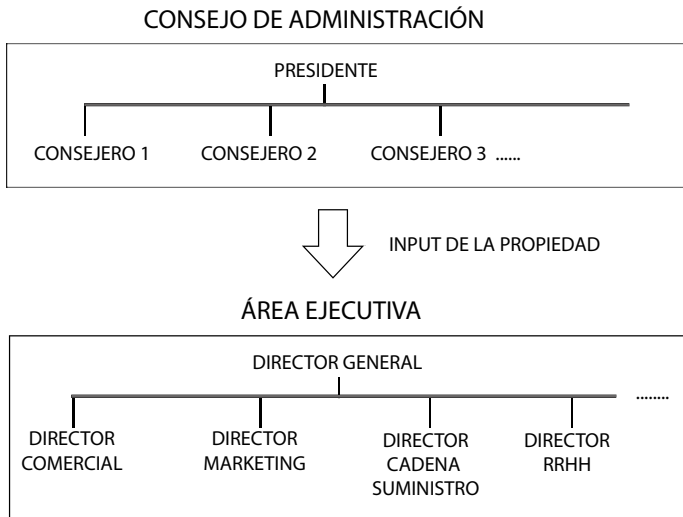 CONSEJO DE ADMINISTRACIÓN
PRESIDENTE
CONSEJERO 1 CONSEJERO 2 CONSEJERO 3 ......
INPUT DE LA PROPIEDAD
ÁREA EJECUTIVA
DIRECTOR GENERAL
........
DIRECTOR DIRECTOR DIRECTOR DIRECTOR
COMERCIAL MARKETING CADENA RRHH
SUMINISTRO